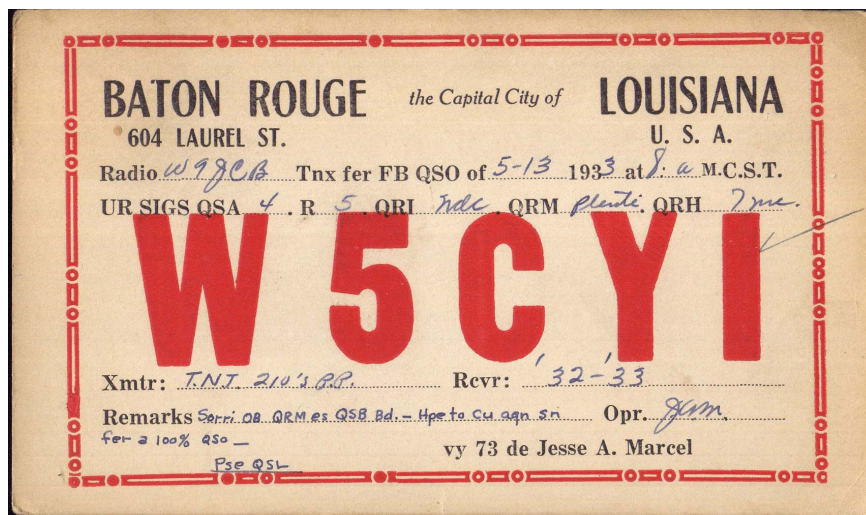 BATON ROUGE the Capital City of LOUISIANA
604 LAUREL ST. U. S. A.
Radio W9JCB Tnx fer FB QSO of 5-13 1933 at 8: a M.C.S.T.
UR SIGS QSA 4 . R 5 . QRI ndc . QRM plenti . QRH 7mc.
W5CYI
Xmtr: T.N.T. 210's P.P. Rcvr: '32-'33
Remarks Sorri OB QRM es QSB Bd. - Hpe to Cu agn sn Opr. JAM.
fer a 100% QSO —
vy 73 de Jesse A. Marcel
Pse QSL